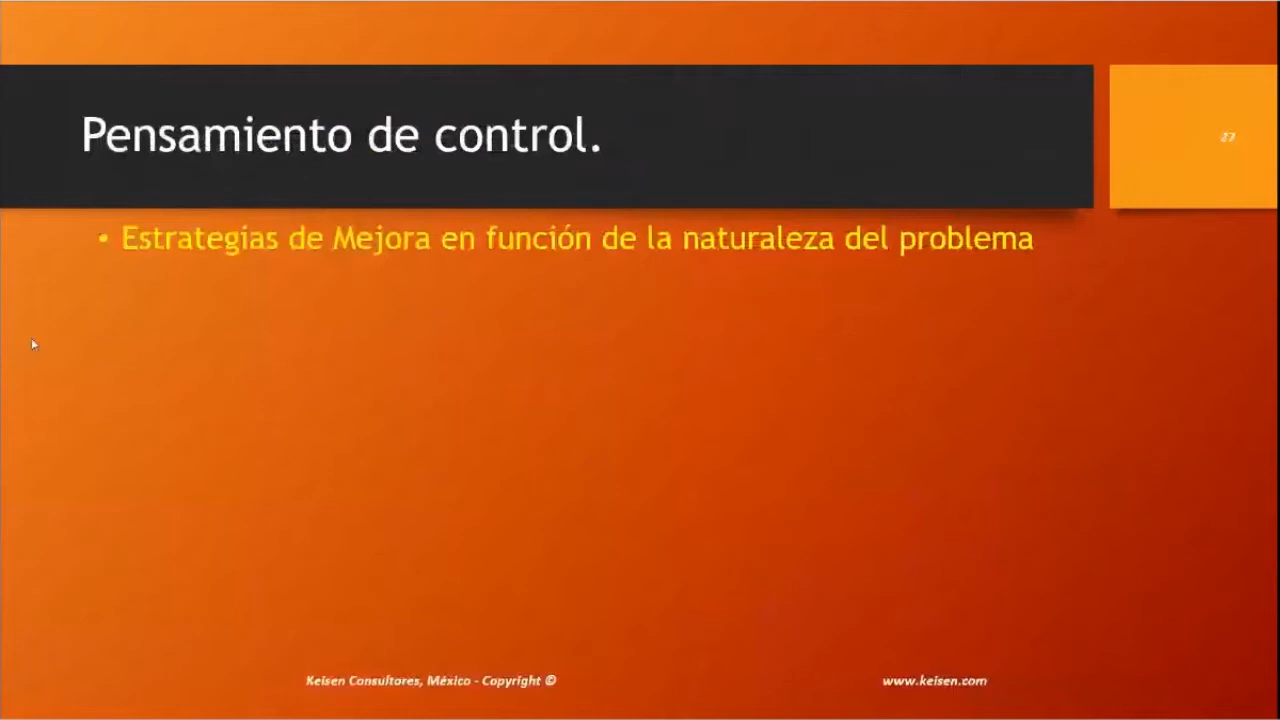 Pensamiento de control.
27
• Estrategias de Mejora en función de la naturaleza del problema
Keisen Consultores, México - Copyright ©
www.keisen.com